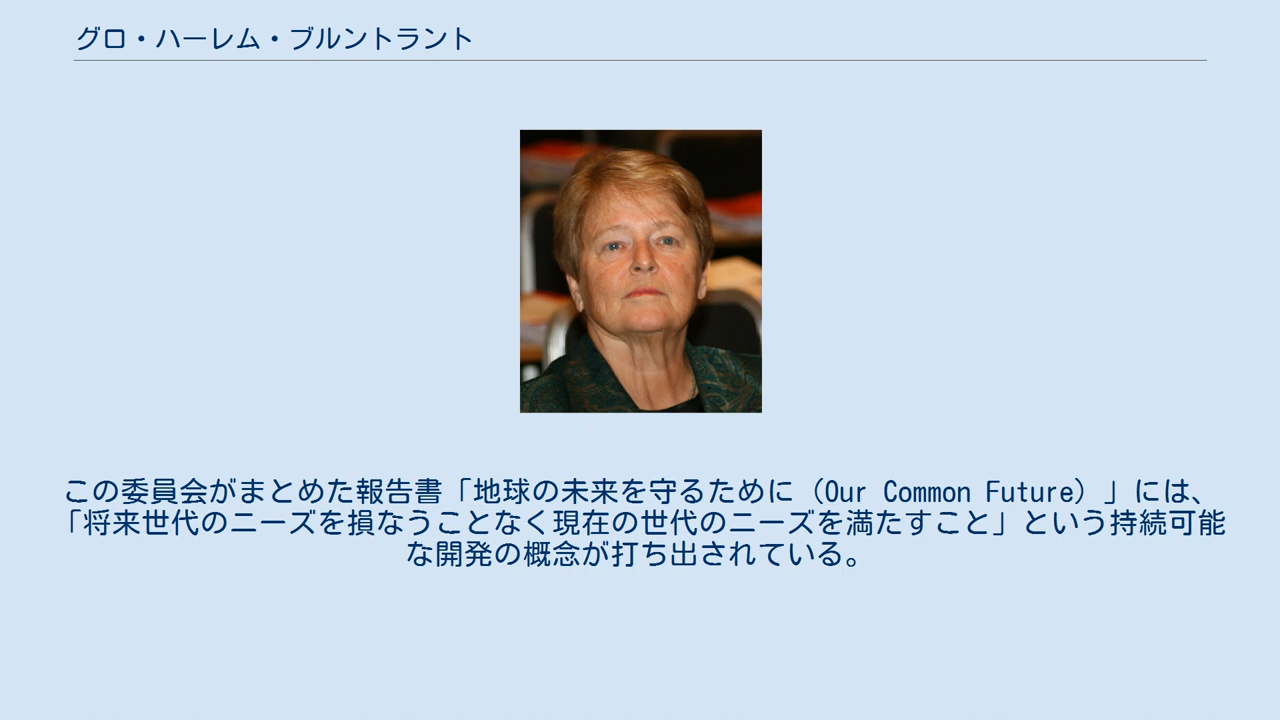 グロ・ハーレム・ブルントラント
この委員会がまとめた報告書「地球の未来を守るために（Our Common Future）」には、
「将来世代のニーズを損なうことなく現在の世代のニーズを満たすこと」という持続可能
な開発の概念が打ち出されている。